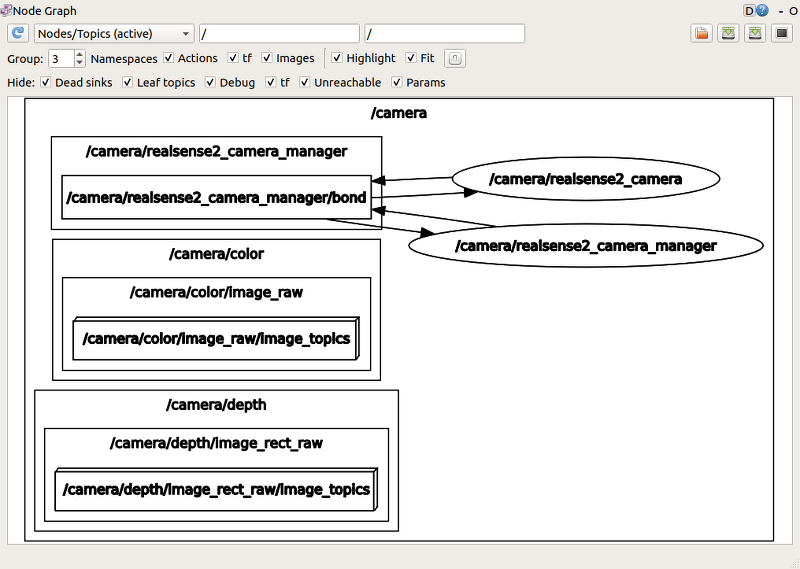 Node Graph
D ? - O
Nodes/Topics (active) / /
Group: 3 Namespaces Actions tf Images Highlight Fit
Hide: Dead sinks Leaf topics Debug tf Unreachable Params
/camera
/camera/realsense2_camera_manager
/camera/realsense2_camera_manager/bond
/camera/realsense2_camera
/camera/realsense2_camera_manager
/camera/color
/camera/color/image_raw
/camera/color/image_raw/image_topics
/camera/depth
/camera/depth/image_rect_raw
/camera/depth/image_rect_raw/image_topics